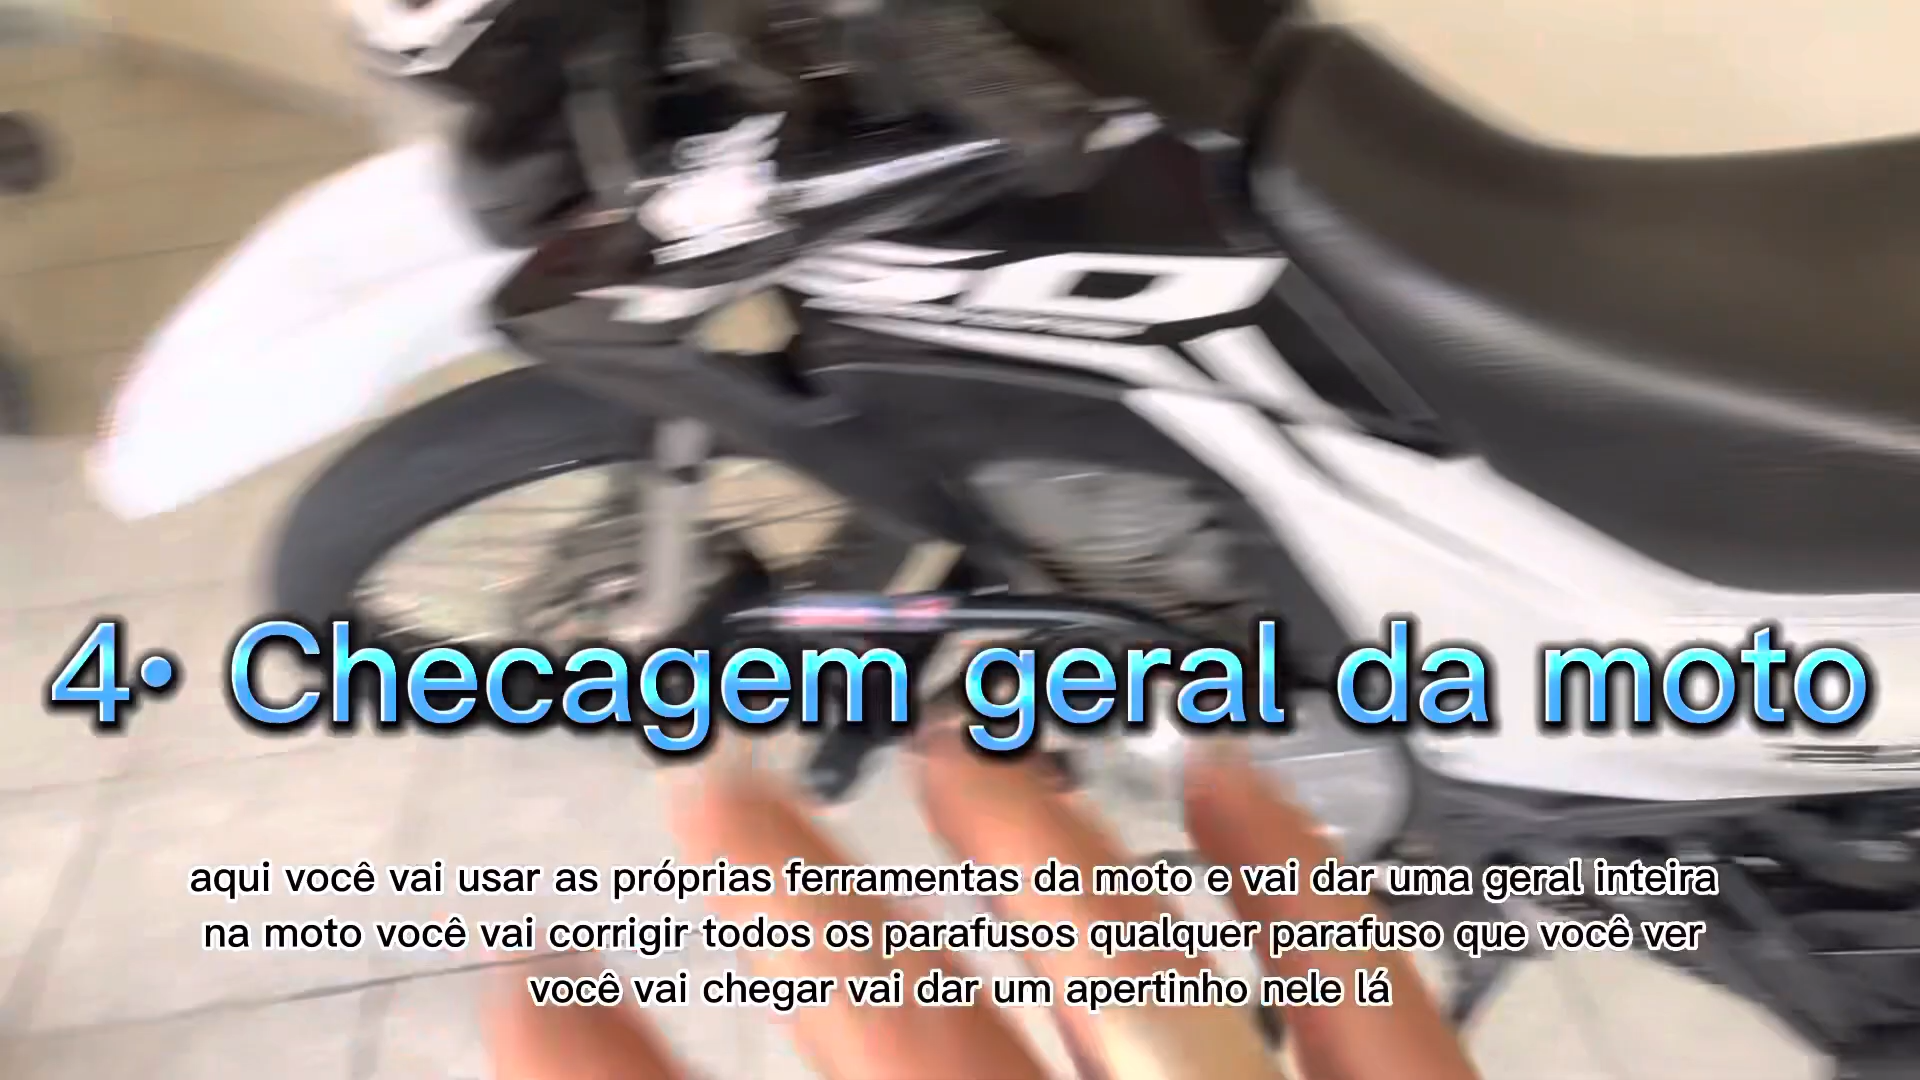 4• Checagem geral da moto
aqui você vai usar as próprias ferramentas da moto e vai dar uma geral inteira
na moto você vai corrigir todos os parafusos qualquer parafuso que você ver
você vai chegar vai dar um apertinho nele lá